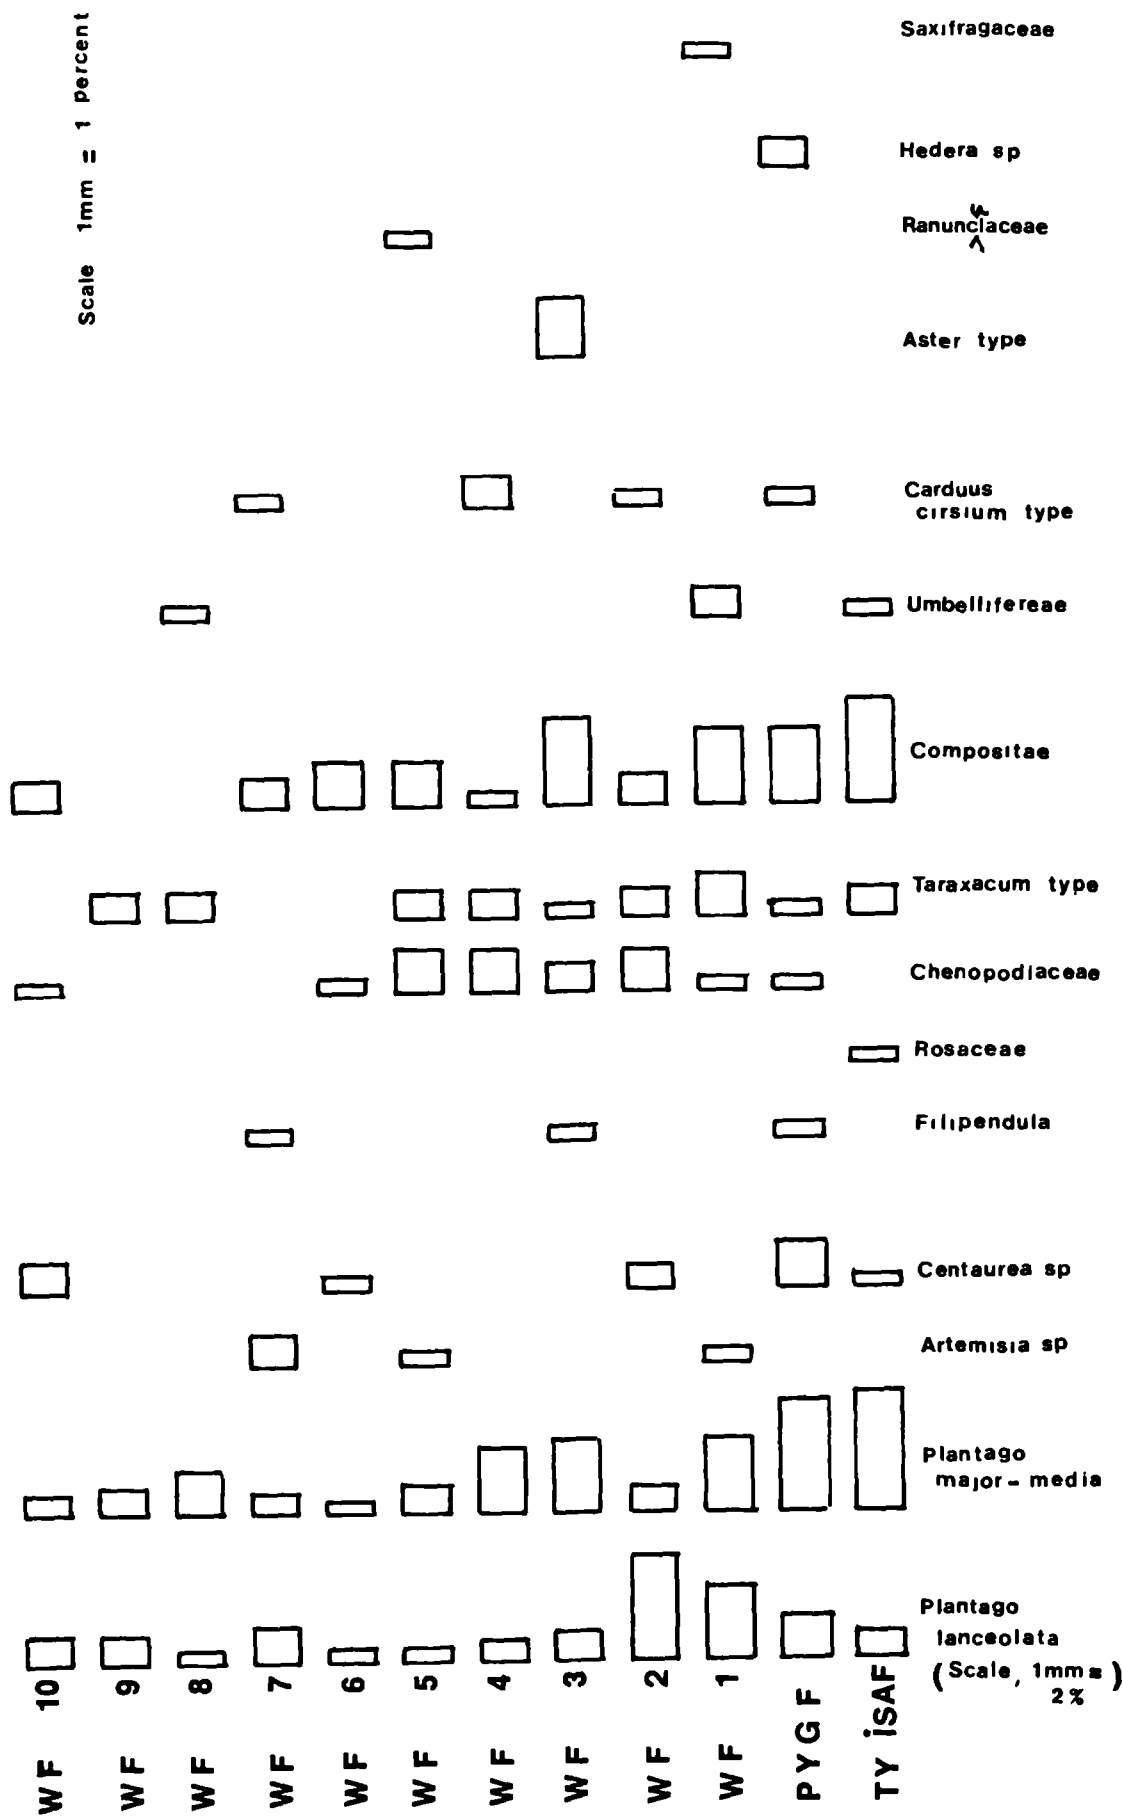 Scale 1mm = 1 percent
Saxifragaceae
Hedera sp
Ranunclaceae
Aster type
Carduus
cirsium type
Umbellifereae
Compositae
Taraxacum type
Chenopodiaceae
Rosaceae
Filipendula
Centaurea sp
Artemisia sp
Plantago
major-media
Plantago
lanceolata
(Scale, 1mm =
2%)
WF 10
WF 9
WF 8
WF 7
WF 6
WF 5
WF 4
WF 3
WF 2
WF 1
PYGF
TY ISAF